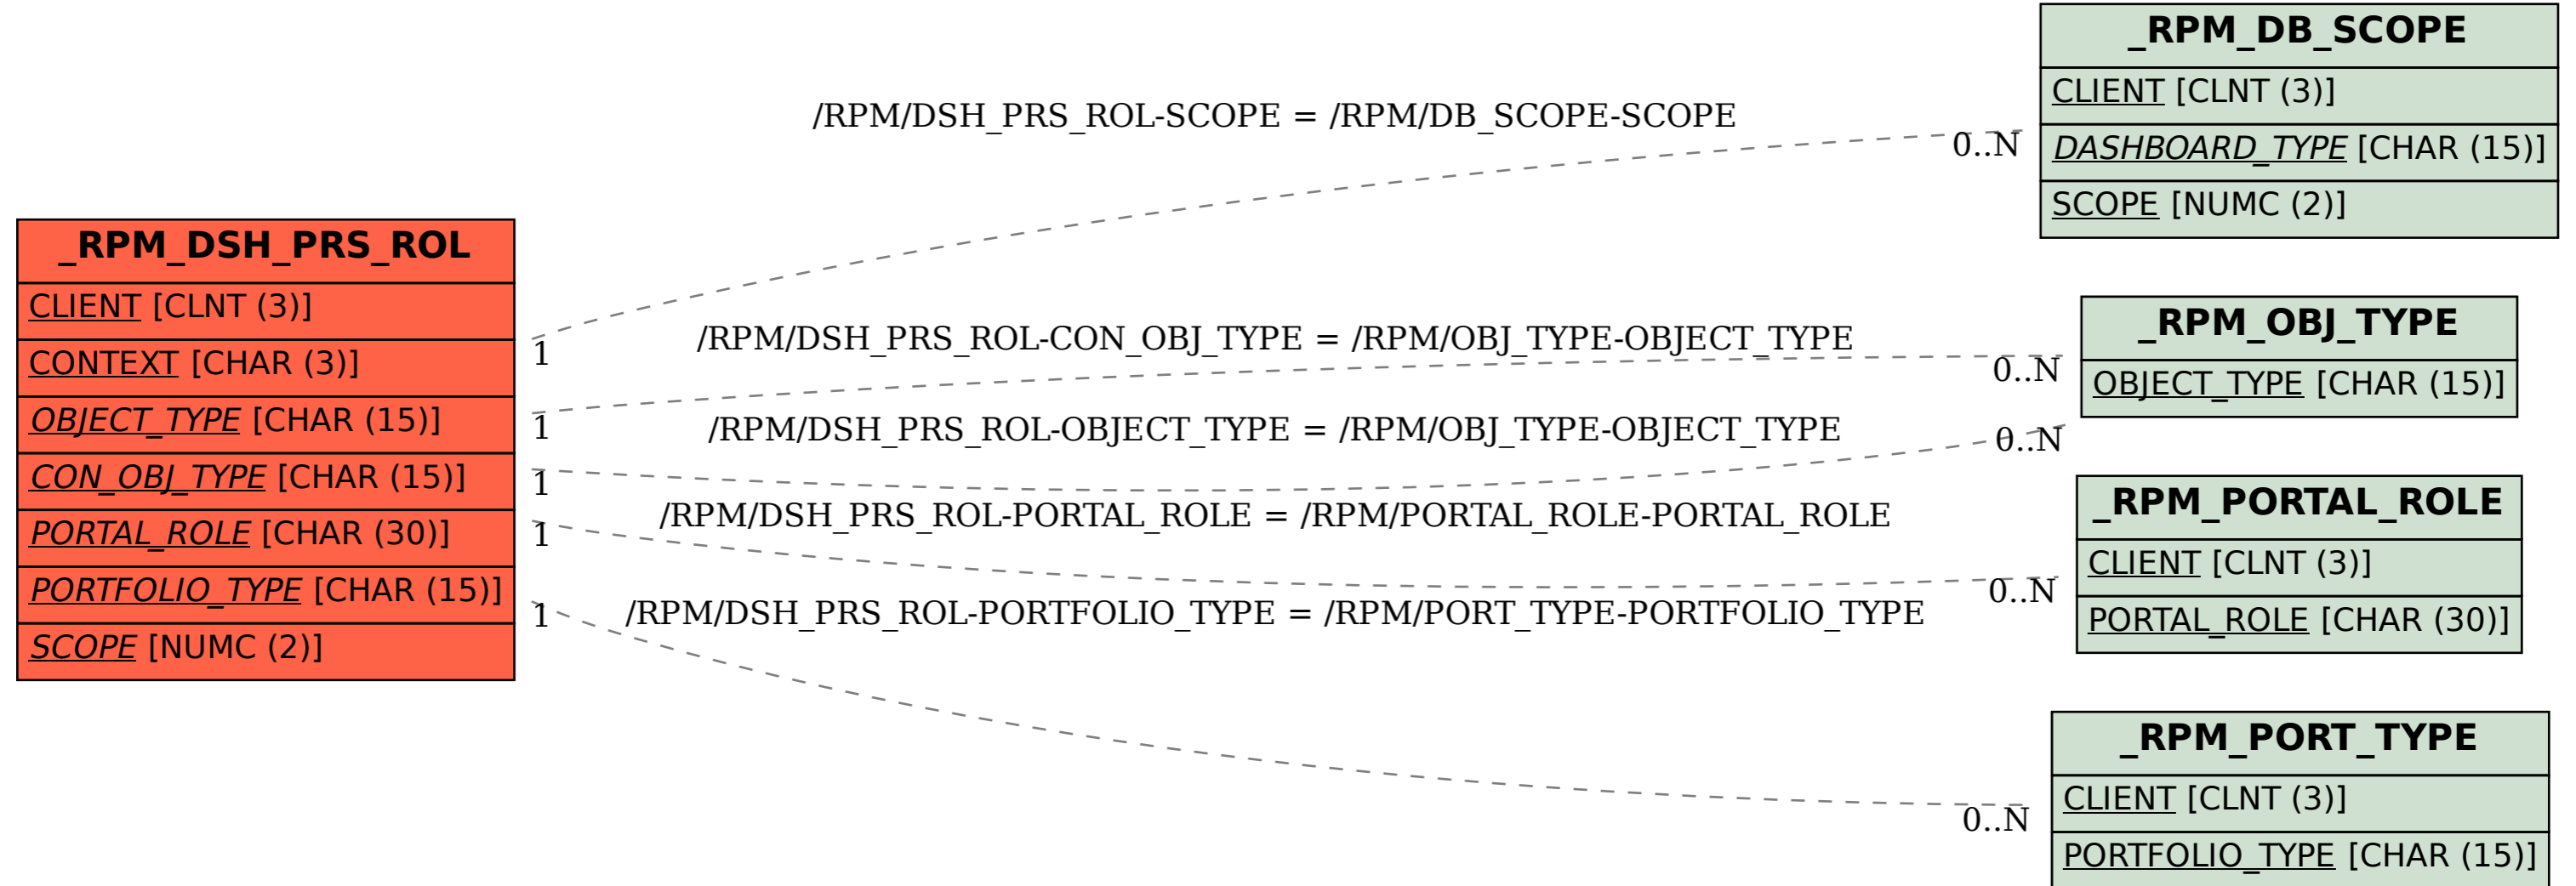 _RPM_DSH_PRS_ROL
CLIENT [CLNT (3)]
CONTEXT [CHAR (3)]
OBJECT_TYPE [CHAR (15)]
CON_OBJ_TYPE [CHAR (15)]
PORTAL_ROLE [CHAR (30)]
PORTFOLIO_TYPE [CHAR (15)]
SCOPE [NUMC (2)]
/RPM/DSH_PRS_ROL-SCOPE = /RPM/DB_SCOPE-SCOPE
1
0..N
/RPM/DSH_PRS_ROL-CON_OBJ_TYPE = /RPM/OBJ_TYPE-OBJECT_TYPE
1
0..N
/RPM/DSH_PRS_ROL-OBJECT_TYPE = /RPM/OBJ_TYPE-OBJECT_TYPE
1
0..N
/RPM/DSH_PRS_ROL-PORTAL_ROLE = /RPM/PORTAL_ROLE-PORTAL_ROLE
1
0..N
/RPM/DSH_PRS_ROL-PORTFOLIO_TYPE = /RPM/PORT_TYPE-PORTFOLIO_TYPE
1
0..N
_RPM_DB_SCOPE
CLIENT [CLNT (3)]
DASHBOARD_TYPE [CHAR (15)]
SCOPE [NUMC (2)]
_RPM_OBJ_TYPE
OBJECT_TYPE [CHAR (15)]
_RPM_PORTAL_ROLE
CLIENT [CLNT (3)]
PORTAL_ROLE [CHAR (30)]
_RPM_PORT_TYPE
CLIENT [CLNT (3)]
PORTFOLIO_TYPE [CHAR (15)]